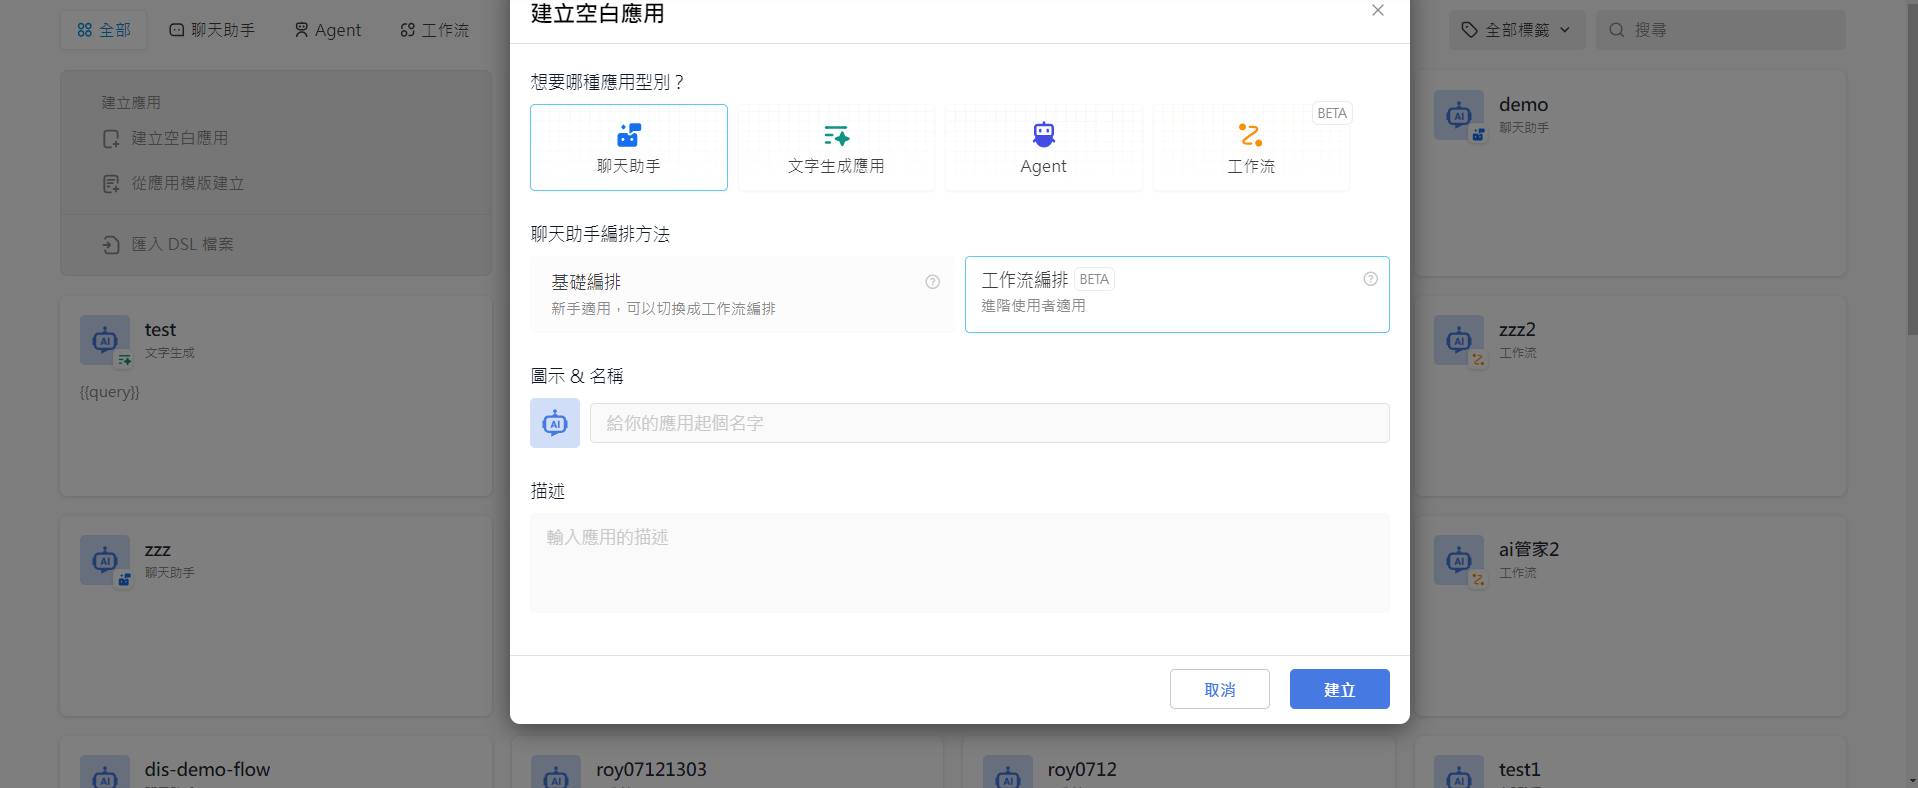 全部
聊天助手
Agent
工作流
全部標籤
搜尋
建立應用
建立空白應用
從應用模版建立
匯入 DSL 檔案
test
文字生成
{{query}}
zzz
聊天助手
dis-demo-flow
建立空白應用
想要哪種應用型別？
聊天助手
文字生成應用
Agent
工作流
BETA
聊天助手編排方法
基礎編排
新手適用，可以切換成工作流編排
工作流編排 BETA
進階使用者適用
圖示 & 名稱
AI
給你的應用起個名字
描述
輸入應用的描述
取消
建立
demo
聊天助手
zzz2
工作流
ai管家2
工作流
roy07121303
roy0712
test1